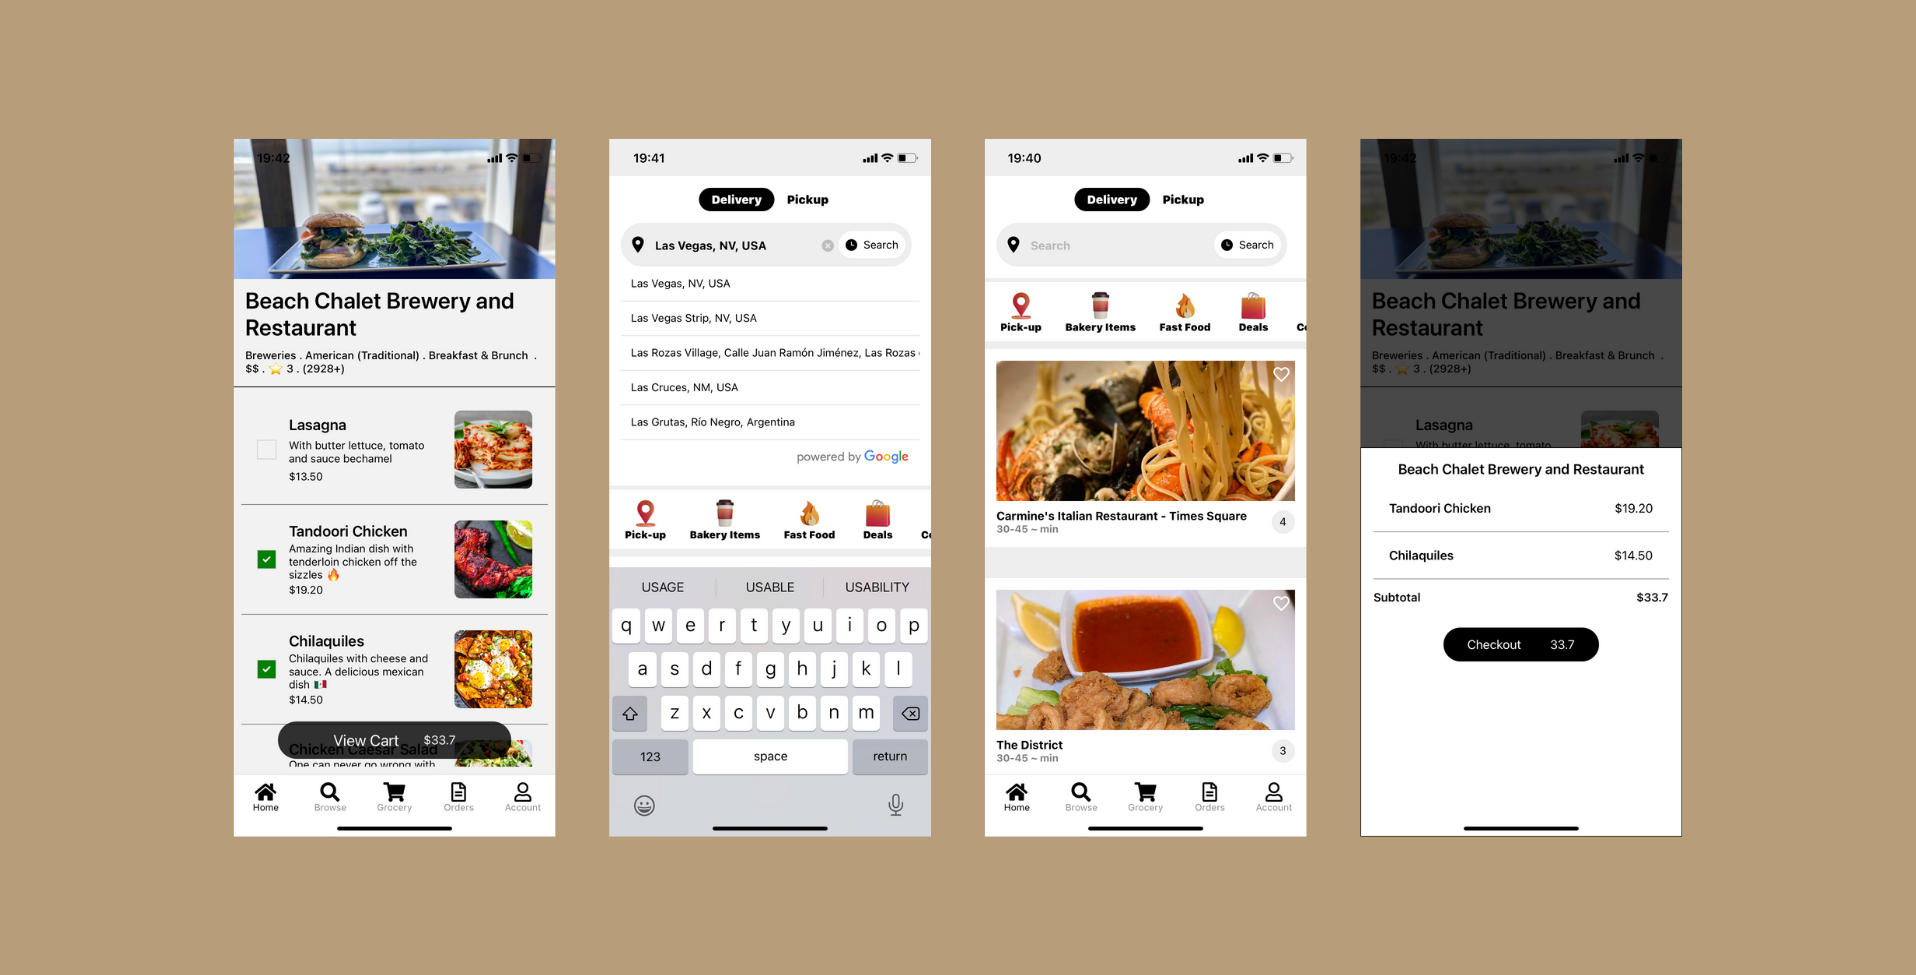 19:42
Beach Chalet Brewery and
Restaurant
Breweries . American (Traditional) . Breakfast & Brunch .
$$ . ⭐ 3 . (2928+)
Lasagna
With butter lettuce, tomato
and sauce bechamel
$13.50
Tandoori Chicken
Amazing Indian dish with
tenderloin chicken off the
sizzles 🔥
$19.20
Chilaquiles
Chilaquiles with cheese and
sauce. A delicious mexican
dish 🇲🇽
$14.50
View Cart $33.7
Chicken Caesar Salad
One can never go wrong with
Home Browse Grocery Orders Account
19:41
Delivery Pickup
Las Vegas, NV, USA Search
Las Vegas, NV, USA
Las Vegas Strip, NV, USA
Las Rozas Village, Calle Juan Ramón Jiménez, Las Rozas
Las Cruces, NM, USA
Las Grutas, Río Negro, Argentina
powered by Google
Pick-up Bakery Items Fast Food Deals
USAGE USABLE USABILITY
q w e r t y u i o p
a s d f g h j k l
z x c v b n m
123 space return
19:40
Delivery Pickup
Search Search
Pick-up Bakery Items Fast Food Deals
Carmine's Italian Restaurant - Times Square
30-45 ~ min
4
The District
30-45 ~ min
3
Home Browse Grocery Orders Account
19:42
Beach Chalet Brewery and
Restaurant
Breweries . American (Traditional) . Breakfast & Brunch .
$$ . ⭐ 3 . (2928+)
Lasagna
With butter lettuce, tomato
Beach Chalet Brewery and Restaurant
Tandoori Chicken $19.20
Chilaquiles $14.50
Subtotal $33.7
Checkout 33.7